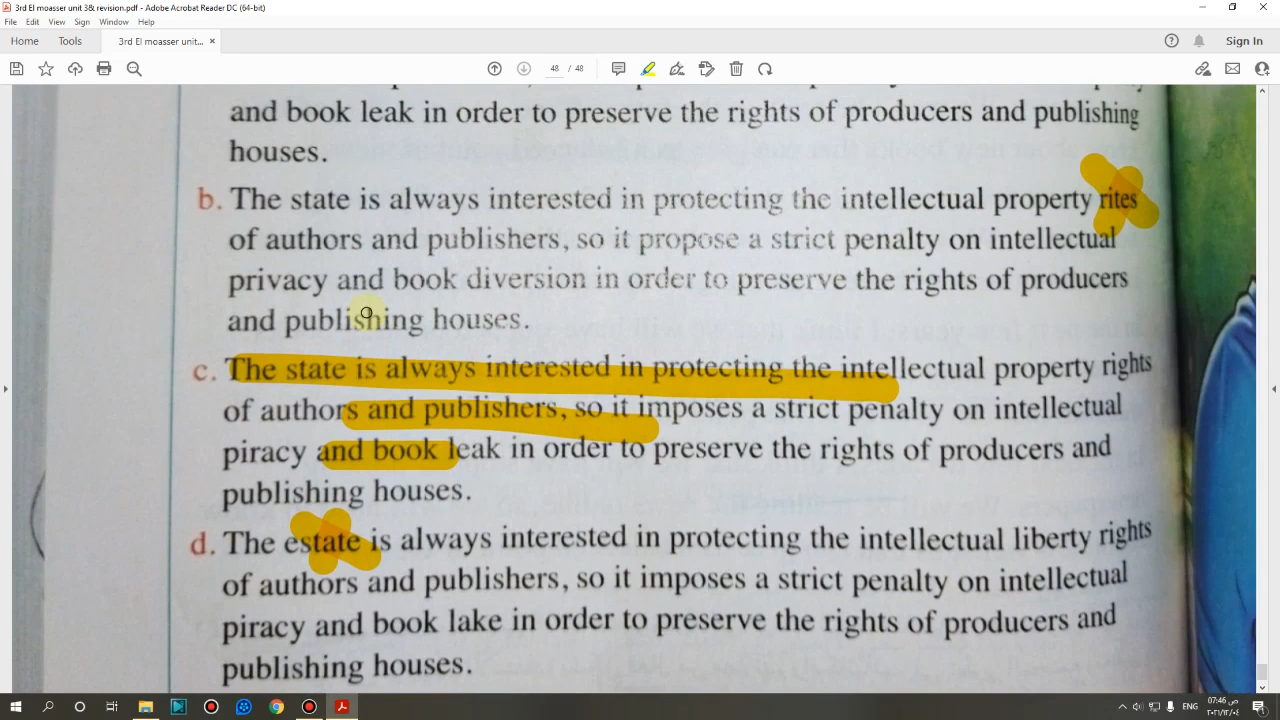 3rd El moasser unit 3& revision.pdf - Adobe Acrobat Reader DC (64-bit)
File Edit View Sign Window Help
Home Tools 3rd El moasser unit... × Sign In
48 / 48
and book leak in order to preserve the rights of producers and publishing
houses.
b. The state is always interested in protecting the intellectual property rites
of authors and publishers, so it propose a strict penalty on intellectual
privacy and book diversion in order to preserve the rights of producers
and publishing houses.
c. The state is always interested in protecting the intellectual property rights
of authors and publishers, so it imposes a strict penalty on intellectual
piracy and book leak in order to preserve the rights of producers and
publishing houses.
d. The estate is always interested in protecting the intellectual liberty rights
of authors and publishers, so it imposes a strict penalty on intellectual
piracy and book lake in order to preserve the rights of producers and
publishing houses.
ENG 07:46 ص
٢٠٢١/١٢/٠٤